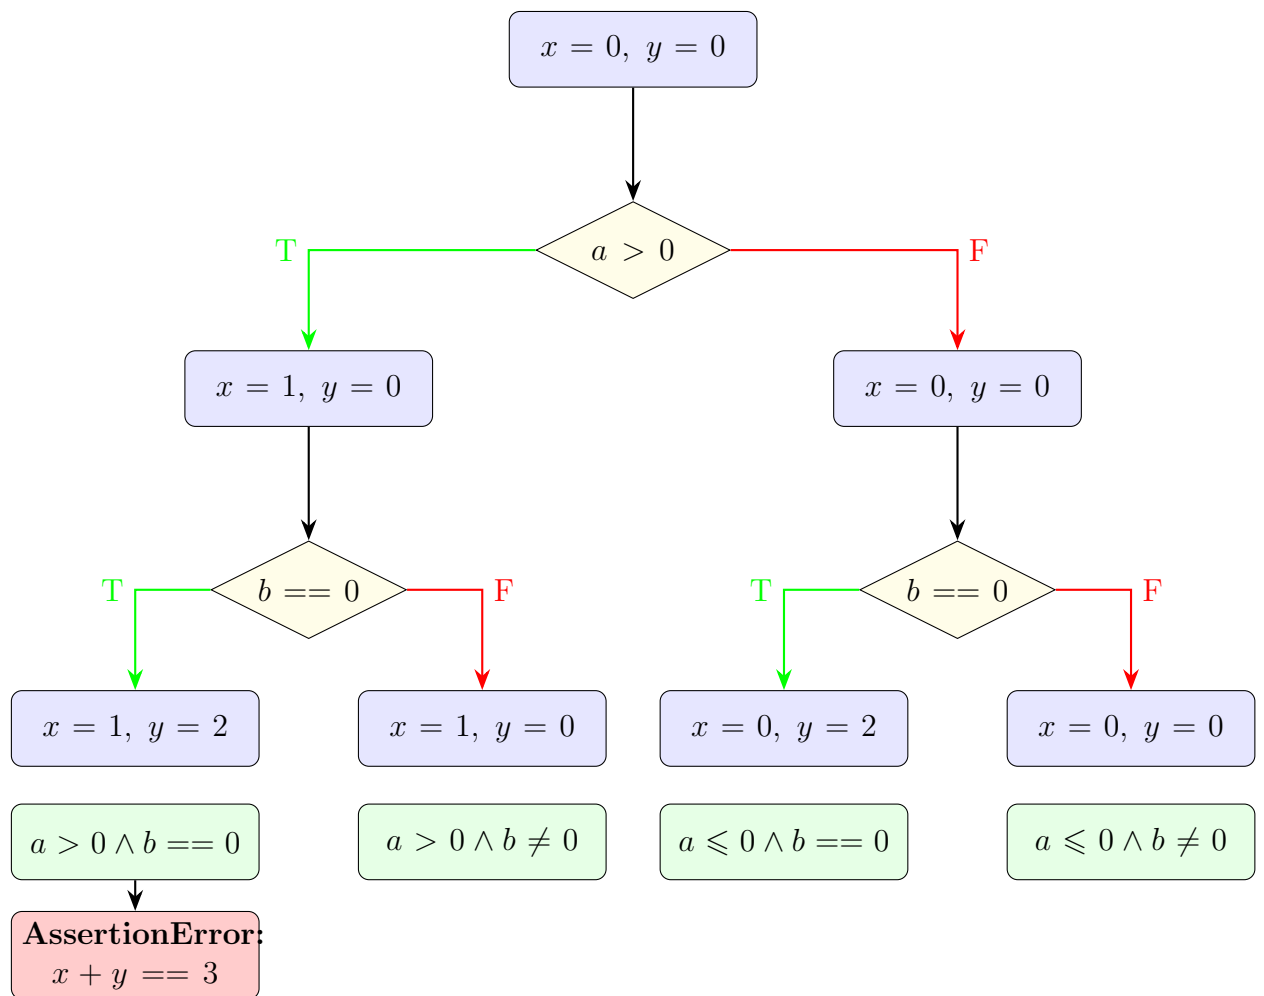 x = 0, y = 0
a > 0
T
F
x = 1, y = 0
x = 0, y = 0
b == 0
T
F
b == 0
T
F
x = 1, y = 2
x = 1, y = 0
x = 0, y = 2
x = 0, y = 0
a > 0 ∧ b == 0
a > 0 ∧ b ≠ 0
a ⩽ 0 ∧ b == 0
a ⩽ 0 ∧ b ≠ 0
AssertionError:
x + y == 3